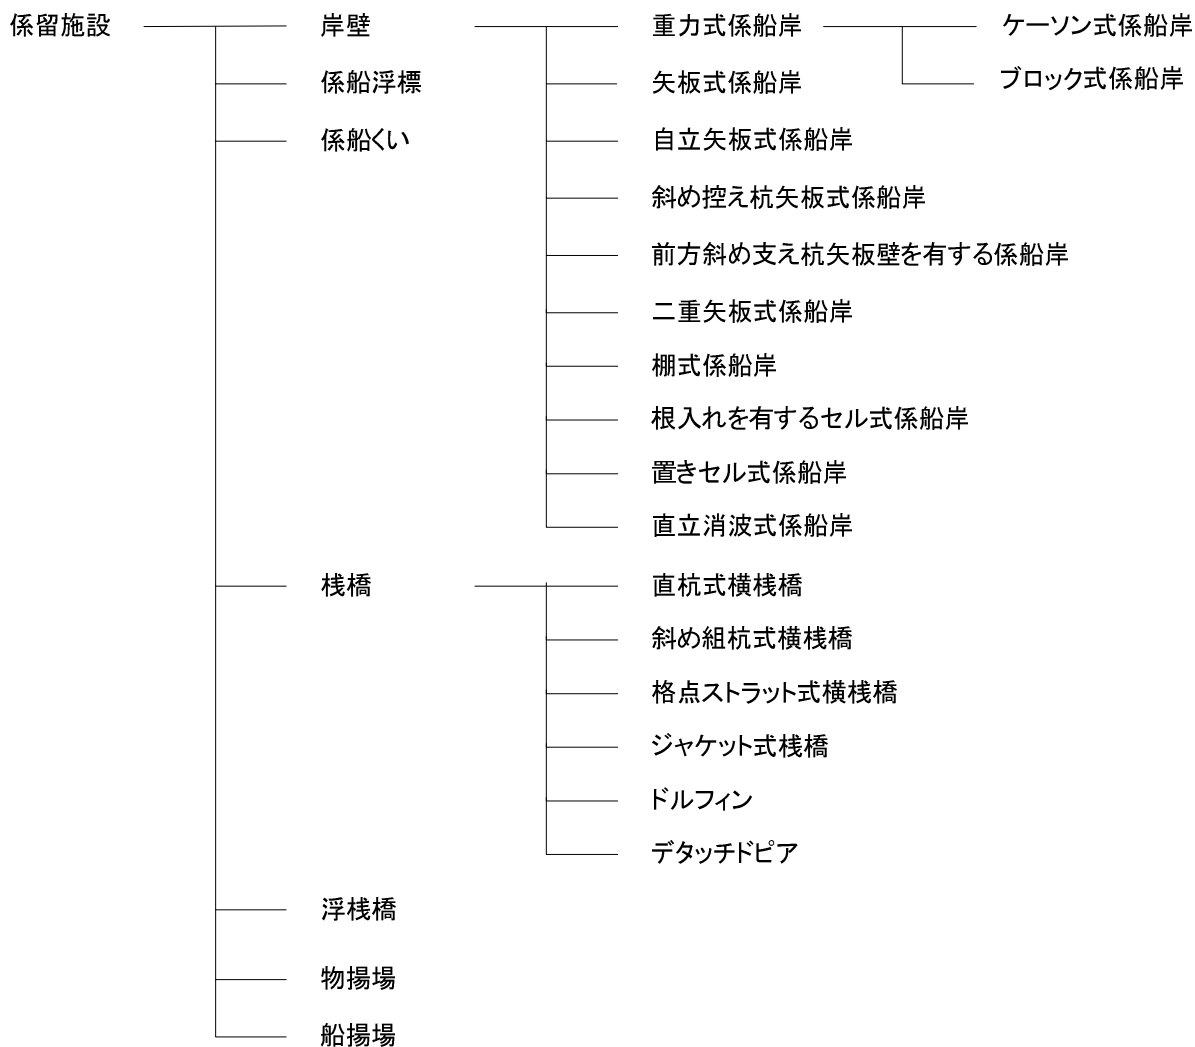 係留施設 岸壁 重力式係船岸 ケーソン式係船岸
係船浮標 矢板式係船岸 ブロック式係船岸
係船くい 自立矢板式係船岸
斜め控え杭矢板式係船岸
前方斜め支え杭矢板壁を有する係船岸
二重矢板式係船岸
棚式係船岸
根入れを有するセル式係船岸
置きセル式係船岸
直立消波式係船岸
桟橋 直杭式横桟橋
斜め組杭式横桟橋
格点ストラット式横桟橋
ジャケット式桟橋
ドルフィン
デタッチドピア
浮桟橋
物揚場
船揚場